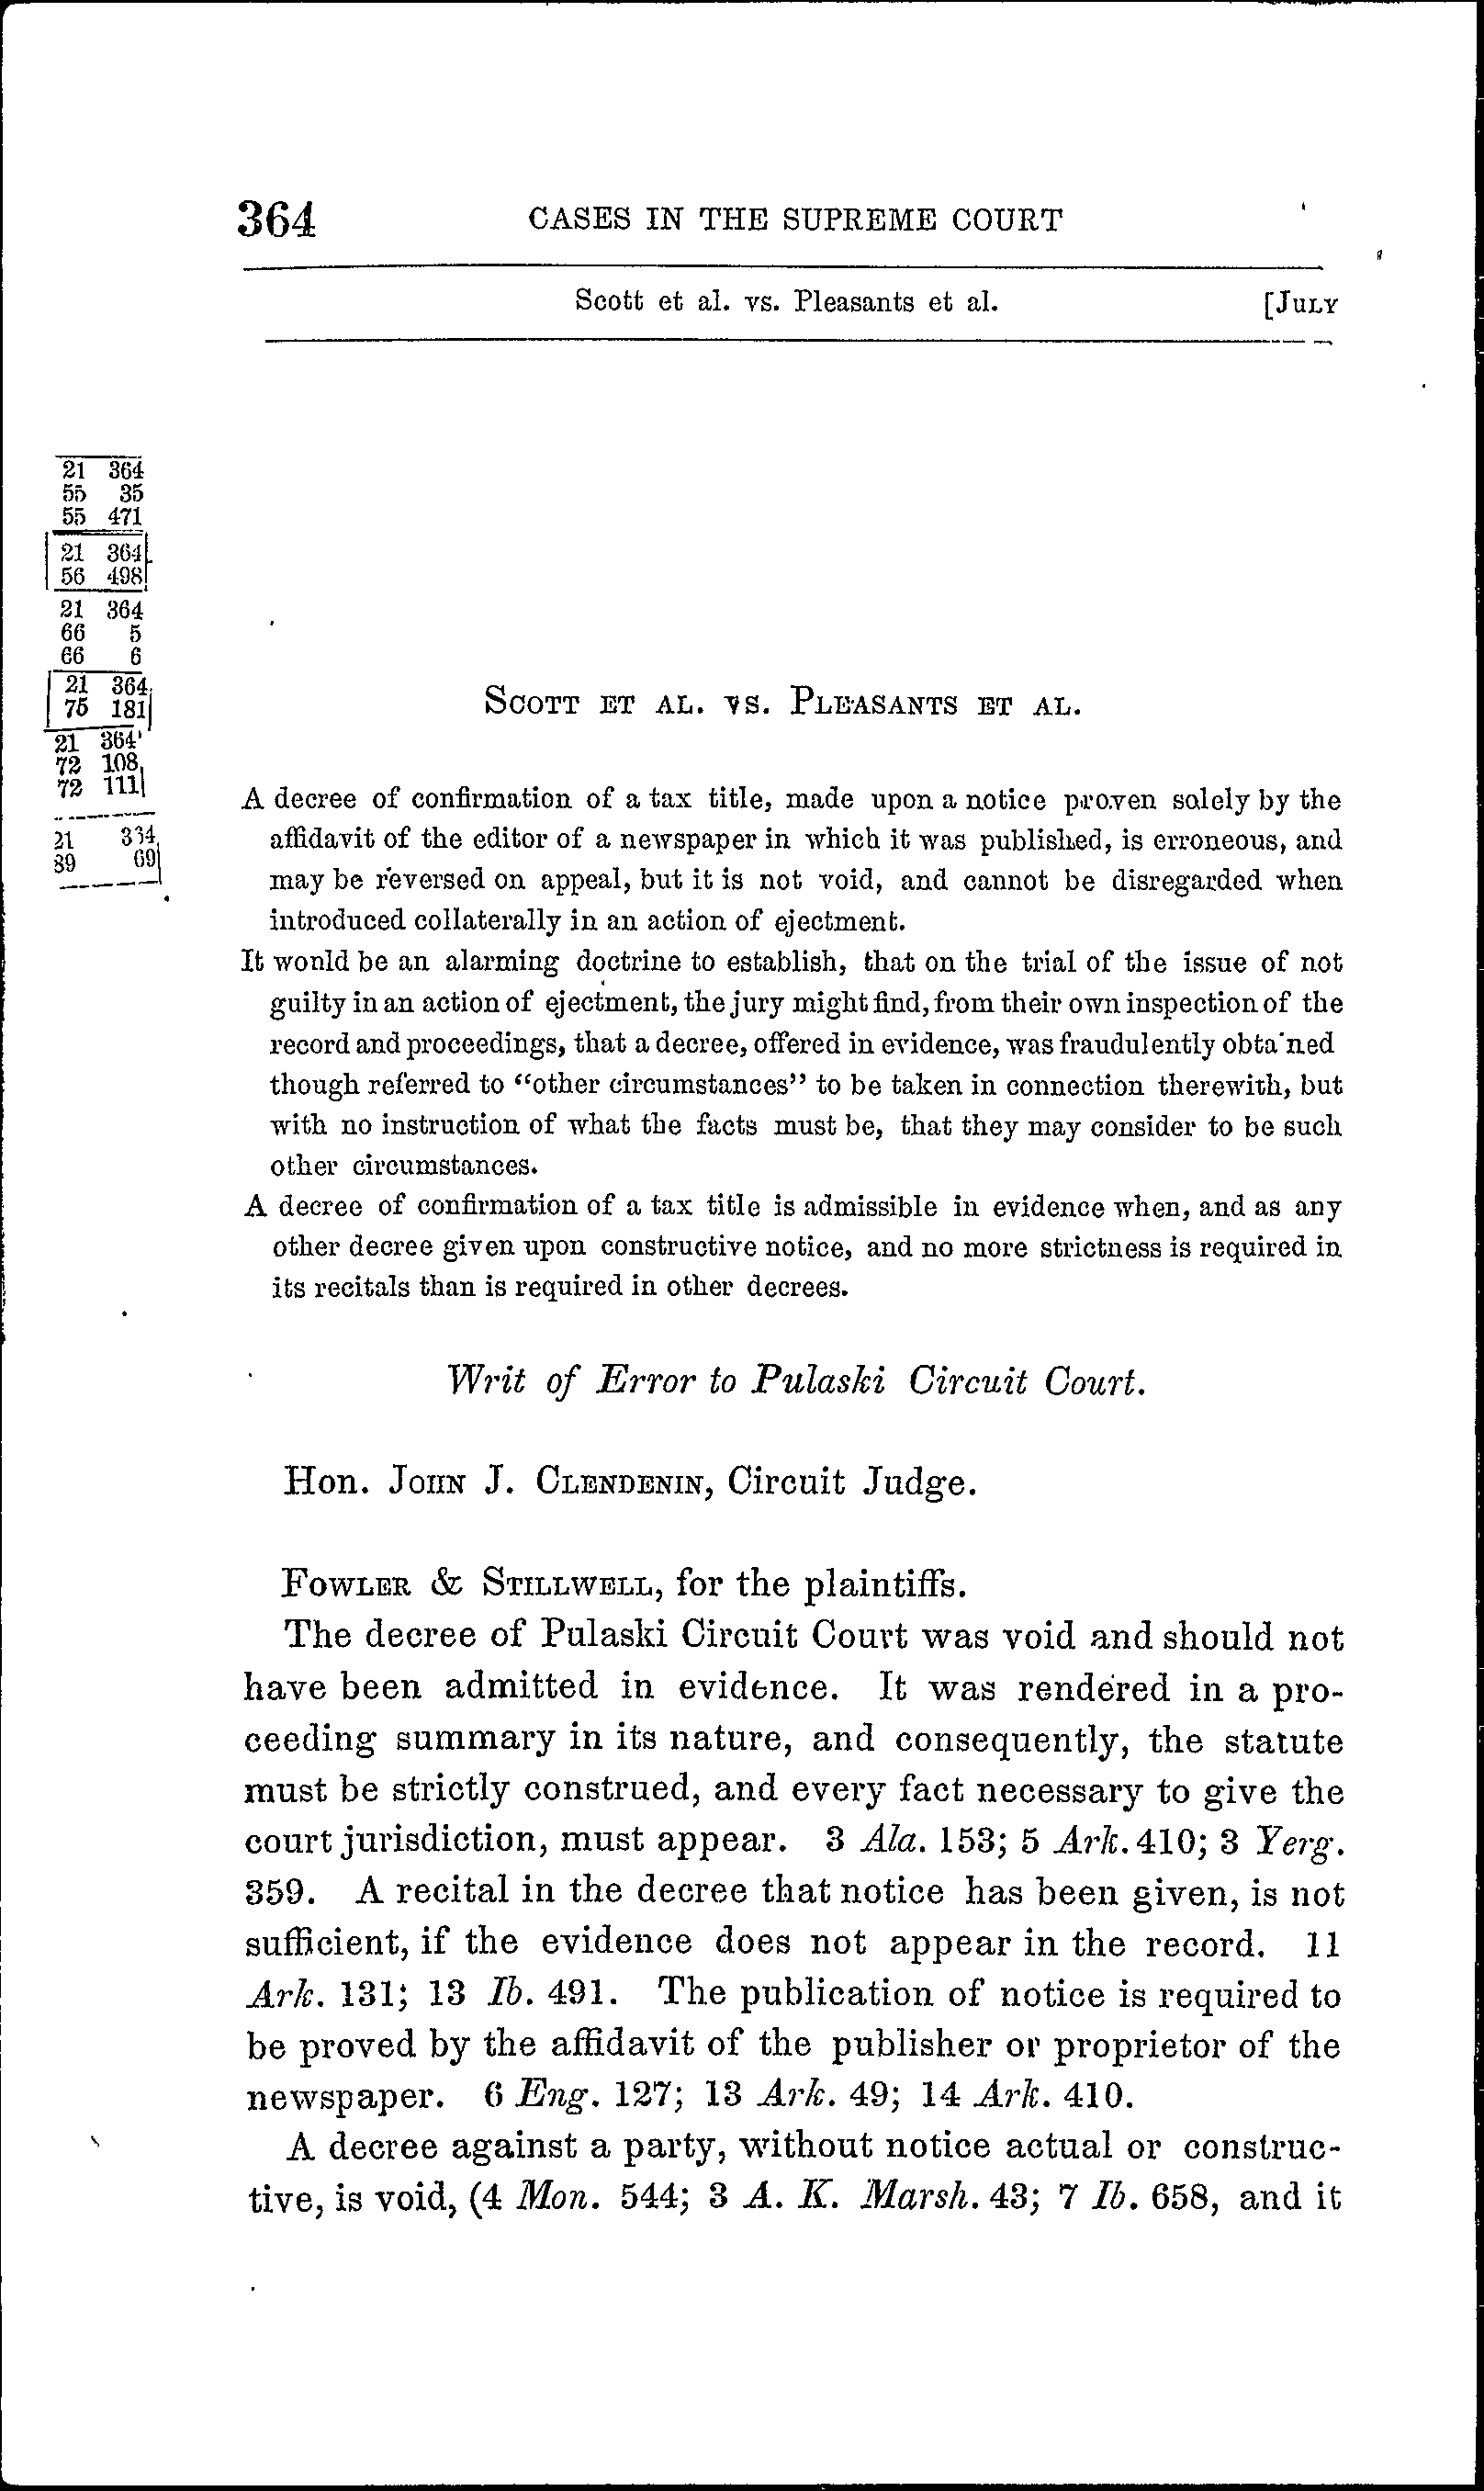 364 CASES IN THE SUPREME COURT
Scott et al. vs. Pleasants et al. [JULY
21 364
55 35
55 471
21 364
56 498
21 364
66 5
66 6
21 364
75 181
21 364
72 108
72 111
21 334
89 69
SCOTT ET AL. VS. PLEASANTS ET AL.
A decree of confirmation of a tax title, made upon a notice proven solely by the
affidavit of the editor of a newspaper in which it was published, is erroneous, and
may be reversed on appeal, but it is not void, and cannot be disregarded when
introduced collaterally in an action of ejectment.
It wonld be an alarming doctrine to establish, that on the trial of the issue of not
guilty in an action of ejectment, the jury might find, from their own inspection of the
record and proceedings, that a decree, offered in evidence, was fraudulently obta'ned
though referred to “other circumstances” to be taken in connection therewith, but
with no instruction of what the facts must be, that they may consider to be such
other circumstances.
A decree of confirmation of a tax title is admissible in evidence when, and as any
other decree given upon constructive notice, and no more strictness is required in
its recitals than is required in other decrees.
Writ of Error to Pulaski Circuit Court.
Hon. JOHN J. CLENDENIN, Circuit Judge.
FOWLER & STILLWELL, for the plaintiffs.
The decree of Pulaski Circuit Court was void and should not
have been admitted in evidence. It was rendered in a pro-
ceeding summary in its nature, and consequently, the statute
must be strictly construed, and every fact necessary to give the
court jurisdiction, must appear. 3 Ala. 153; 5 Ark. 410; 3 Yerg.
359. A recital in the decree that notice has been given, is not
sufficient, if the evidence does not appear in the record. 11
Ark. 131; 13 Ib. 491. The publication of notice is required to
be proved by the affidavit of the publisher or proprietor of the
newspaper. 6 Eng. 127; 13 Ark. 49; 14 Ark. 410.
A decree against a party, without notice actual or construc-
tive, is void, (4 Mon. 544; 3 A. K. Marsh. 43; 7 Ib. 658, and it